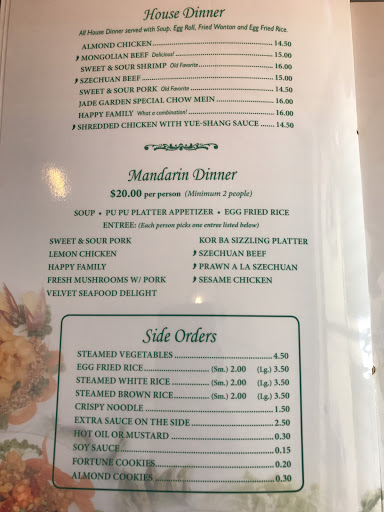 House Dinner
All House Dinner served with Soup, Egg Roll, Fried Wonton and Egg Fried Rice.
ALMOND CHICKEN 14.50
MONGOLIAN BEEF Delicious! 15.00
SWEET & SOUR SHRIMP Old Favorite 16.00
SZECHUAN BEEF 15.00
SWEET & SOUR PORK Old Favorite 14.50
JADE GARDEN SPECIAL CHOW MEIN 16.00
HAPPY FAMILY What a combination! 16.00
SHREDDED CHICKEN WITH YUE-SHANG SAUCE 14.50
Mandarin Dinner
$20.00 per person (Minimum 2 people)
SOUP • PU PU PLATTER APPETIZER • EGG FRIED RICE
ENTREE: (Each person picks one entree listed below)
SWEET & SOUR PORK
LEMON CHICKEN
HAPPY FAMILY
FRESH MUSHROOMS W/ PORK
VELVET SEAFOOD DELIGHT
KOR BA SIZZLING PLATTER
SZECHUAN BEEF
PRAWN A LA SZECHUAN
SESAME CHICKEN
Side Orders
STEAMED VEGETABLES 4.50
EGG FRIED RICE (Sm.) 2.00 (Lg.) 3.50
STEAMED WHITE RICE (Sm.) 2.00 (Lg.) 3.50
STEAMED BROWN RICE (Sm.) 2.00 (Lg.) 3.50
CRISPY NOODLE 1.50
EXTRA SAUCE ON THE SIDE 2.50
HOT OIL OR MUSTARD 0.30
SOY SAUCE 0.15
FORTUNE COOKIES 0.20
ALMOND COOKIES 0.30